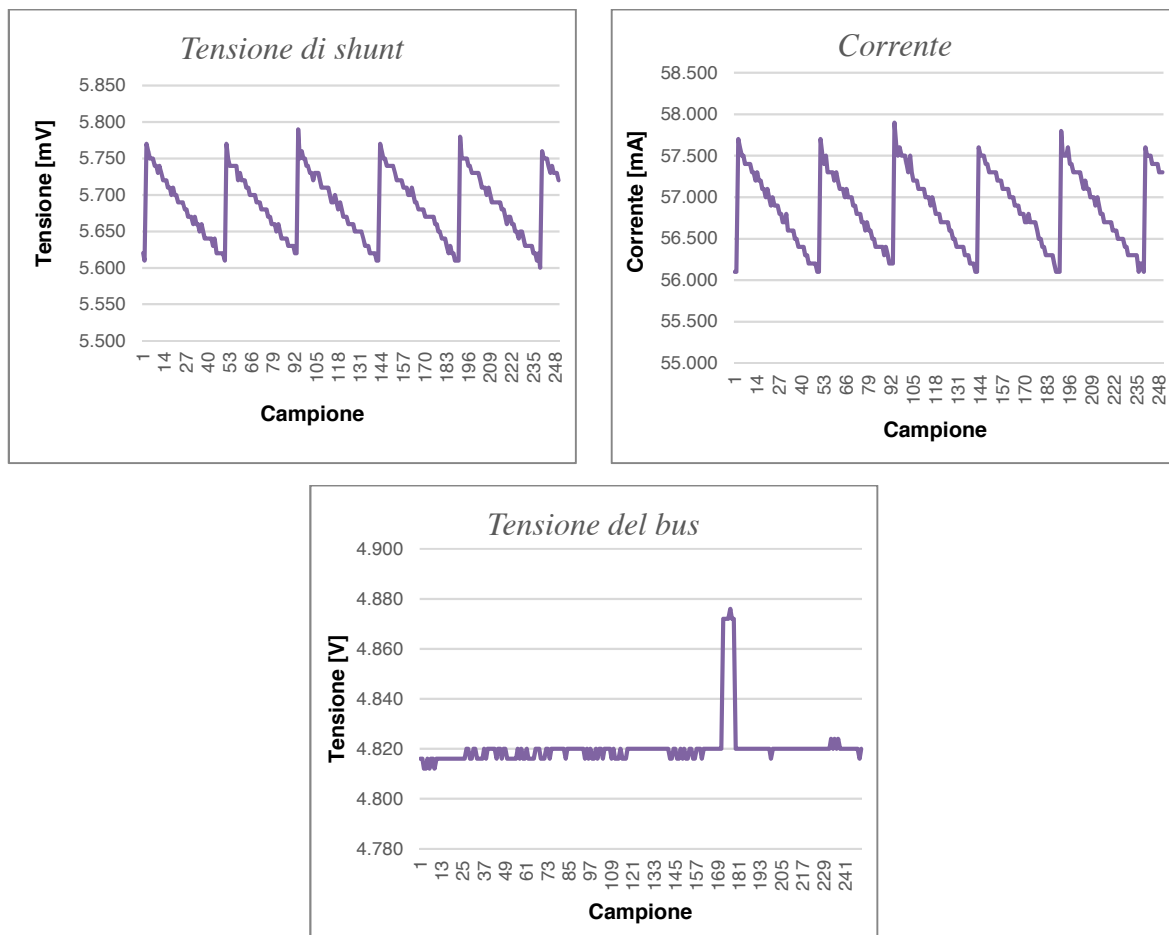 Tensione di shunt
Tensione [mV]
5.850
5.800
5.750
5.700
5.650
5.600
5.550
5.500
1 14 27 40 53 66 79 92 105 118 131 144 157 170 183 196 209 222 235 248
Campione
Corrente
Corrente [mA]
58.500
58.000
57.500
57.000
56.500
56.000
55.500
55.000
1 14 27 40 53 66 79 92 105 118 131 144 157 170 183 196 209 222 235 248
Campione
Tensione del bus
Tensione [V]
4.900
4.880
4.860
4.840
4.820
4.800
4.780
1 13 25 37 49 61 73 85 97 109 121 133 145 157 169 181 193 205 217 229 241
Campione